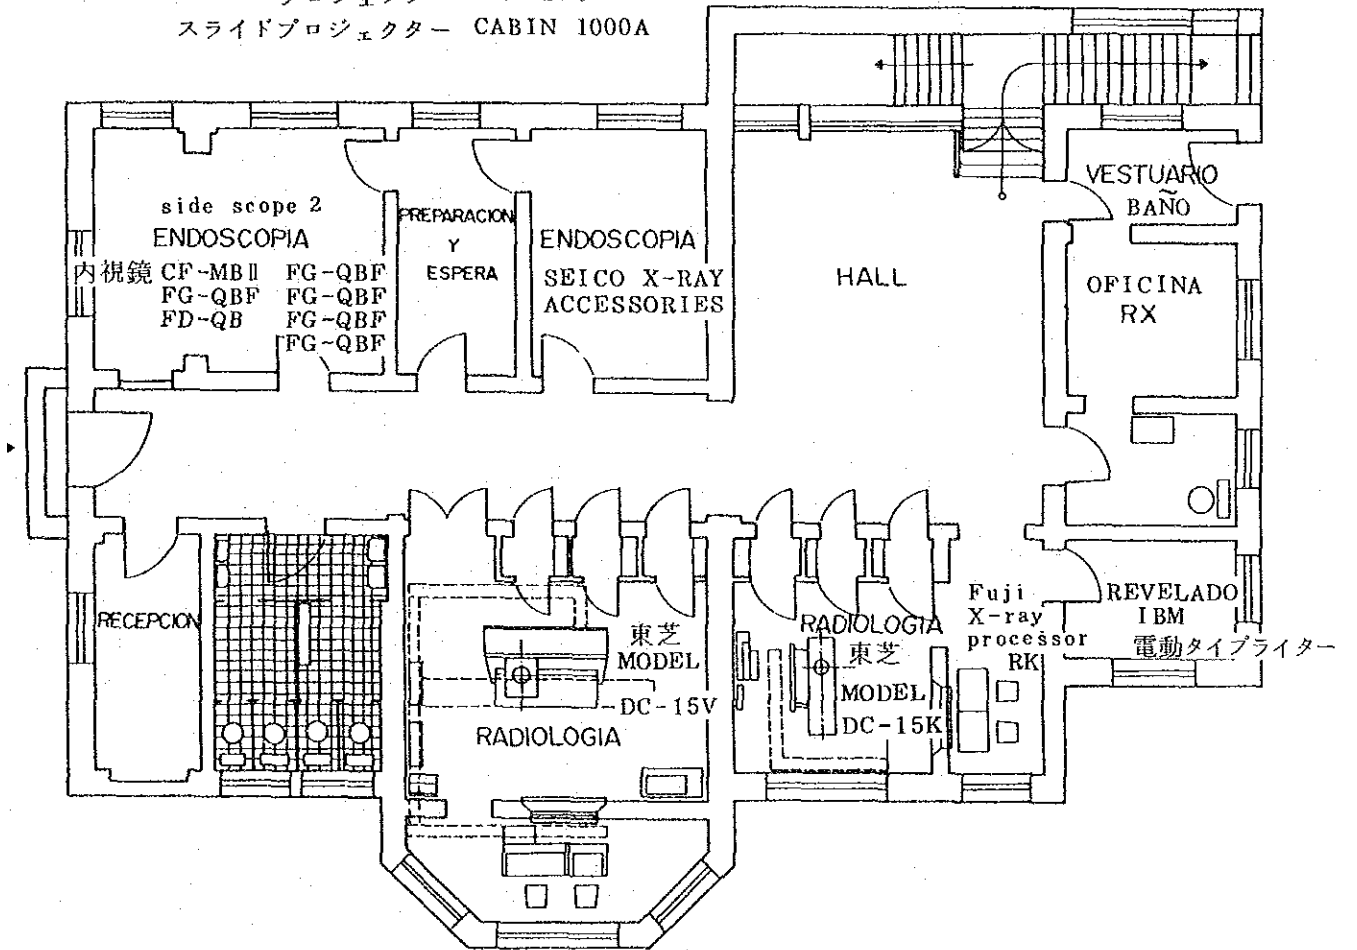 スライドプロジェクター CABIN 1000A
side scope 2
ENDOSCOPIA
内視鏡 CF-MBⅡ FG-QBF
FG-QBF FG-QBF
FD-QB FG-QBF
FG-QBF
PREPARACION
Y
ESPERA
ENDOSCOPIA
SEICO X-RAY
ACCESSORIES
HALL
VESTUARIO
BAÑO
OFICINA
RX
RECEPCION
東芝
MODEL
DC-15V
RADIOLOGIA
RADIOLOGIA
東芝
MODEL
DC-15K
Fuji
X-ray
processor
RK
REVELADO
IBM
電動タイプライター